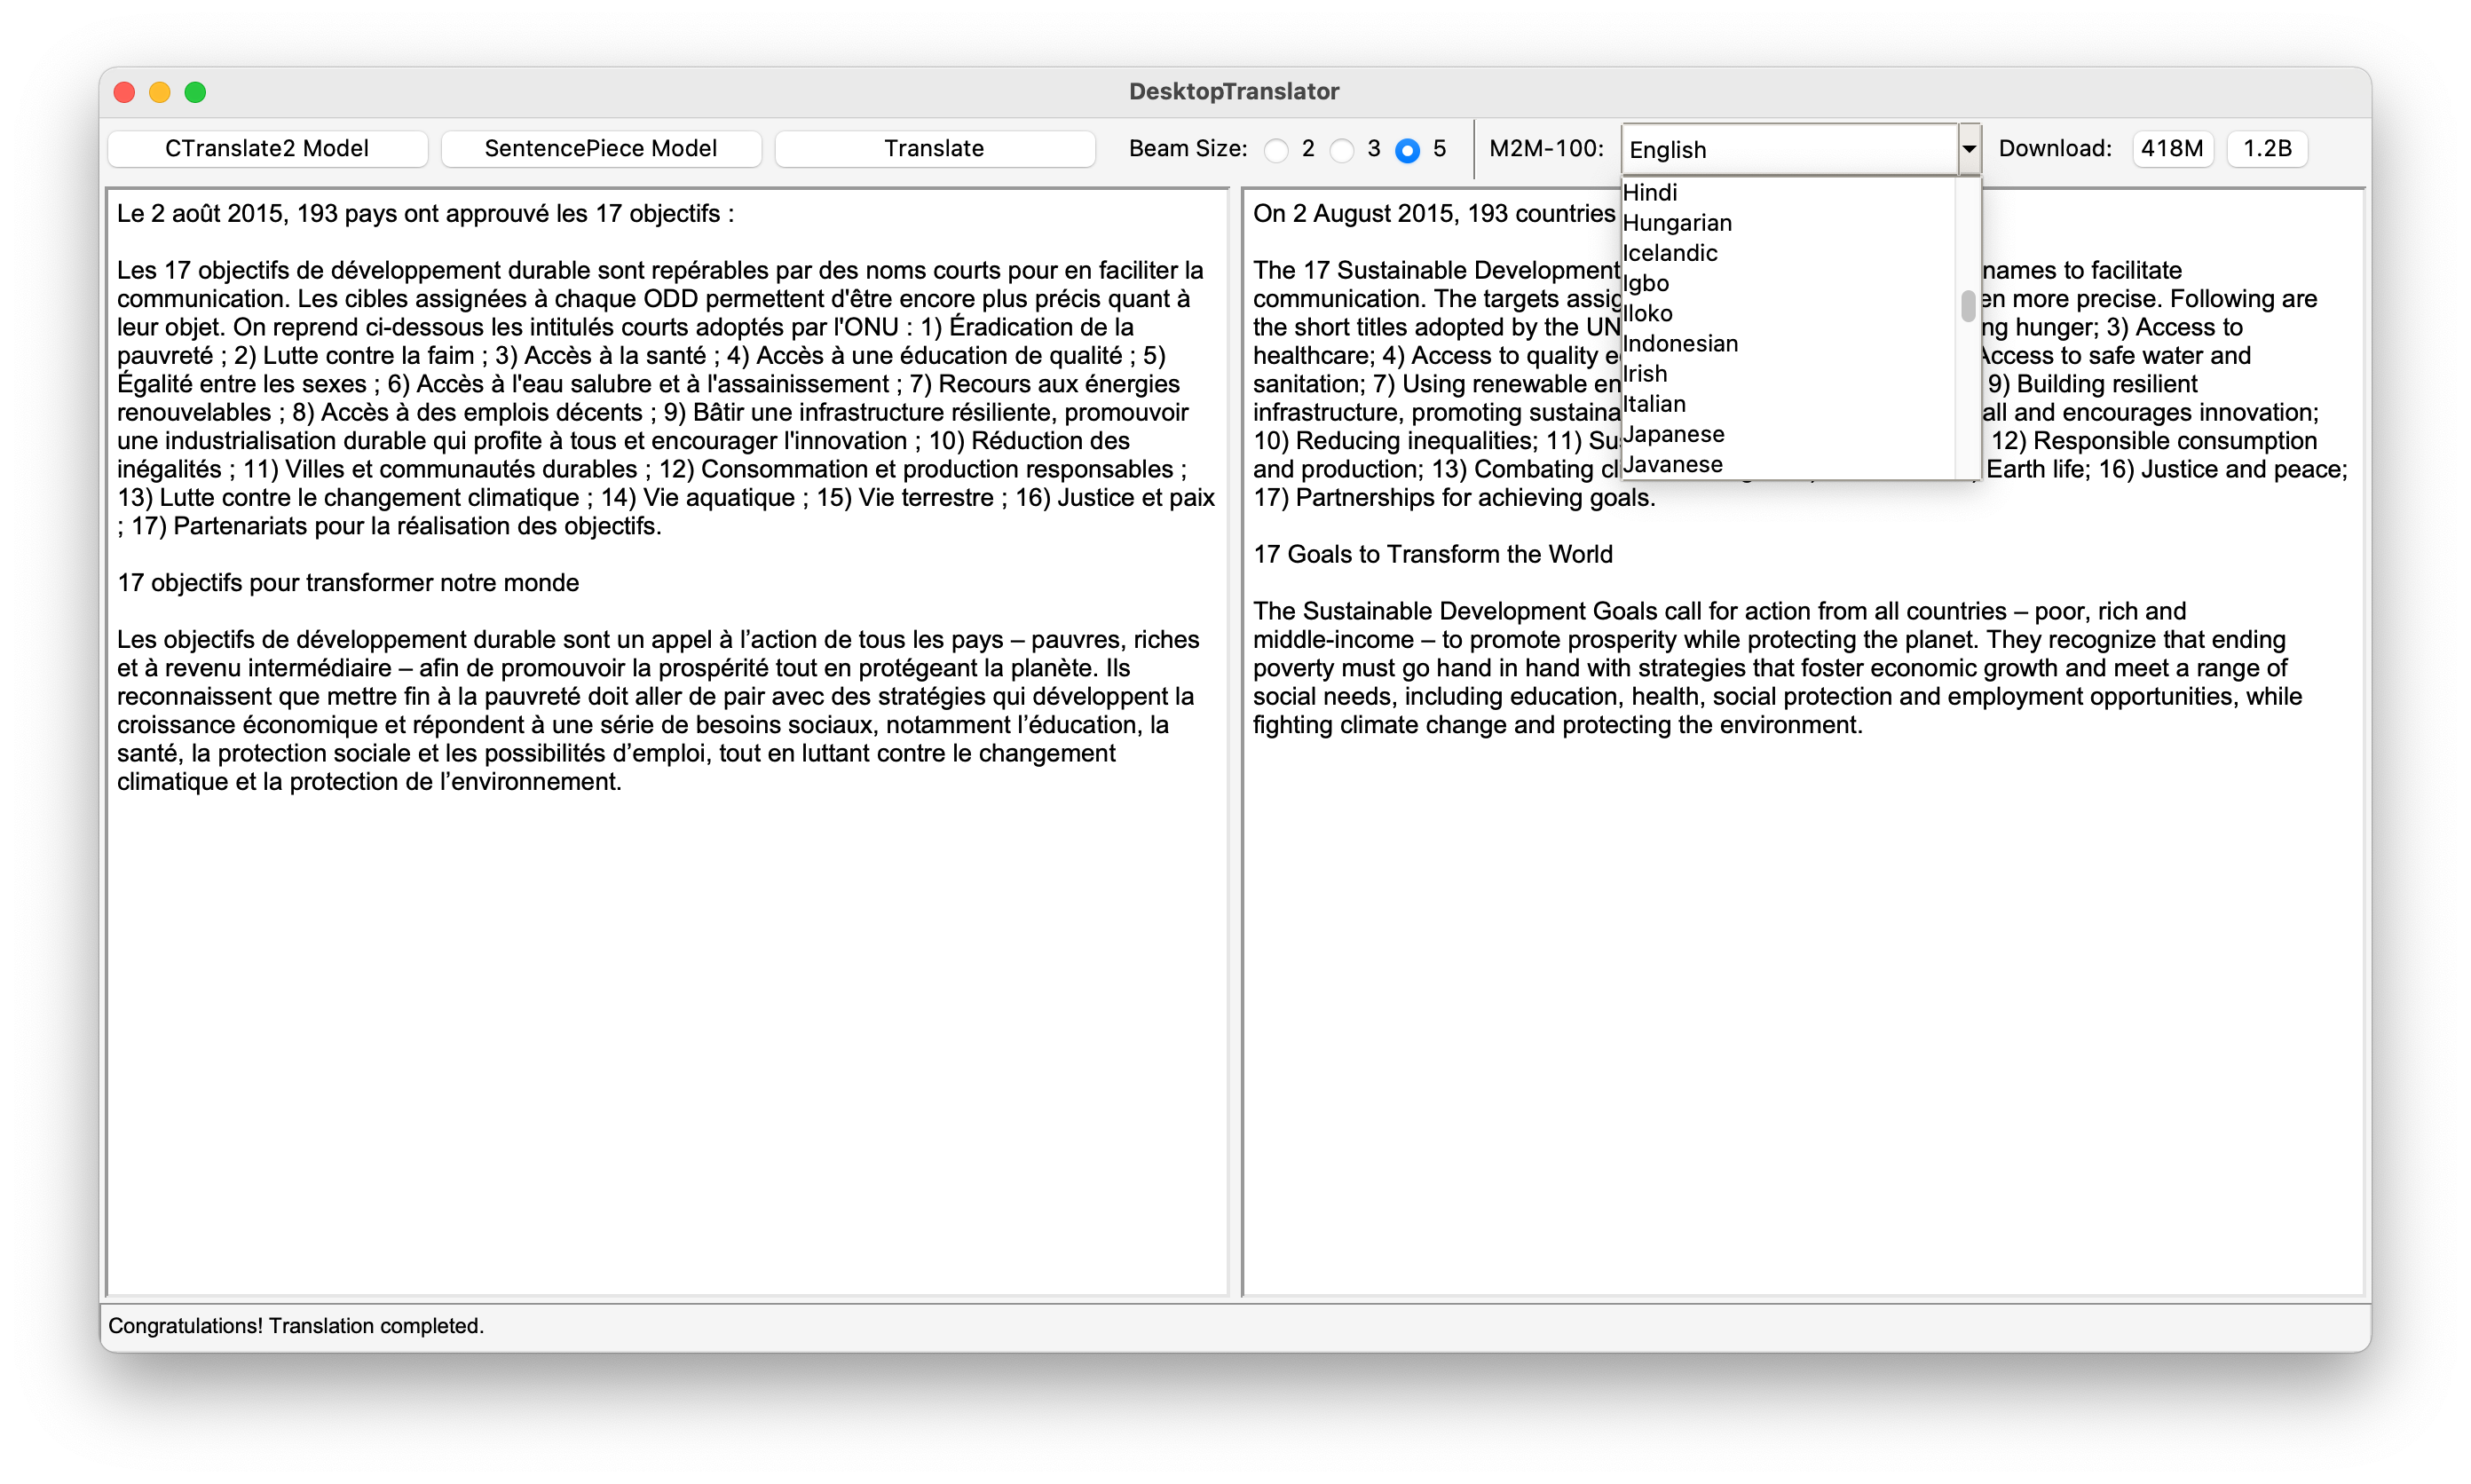 DesktopTranslator
CTranslate2 Model
SentencePiece Model
Translate
Beam Size: 2 3 5
M2M-100: English
Download: 418M 1.2B
Hindi
Hungarian
Icelandic
Igbo
Iloko
Indonesian
Irish
Italian
Japanese
Javanese
Le 2 août 2015, 193 pays ont approuvé les 17 objectifs :
Les 17 objectifs de développement durable sont repérables par des noms courts pour en faciliter la
communication. Les cibles assignées à chaque ODD permettent d'être encore plus précis quant à
leur objet. On reprend ci-dessous les intitulés courts adoptés par l'ONU : 1) Éradication de la
pauvreté ; 2) Lutte contre la faim ; 3) Accès à la santé ; 4) Accès à une éducation de qualité ; 5)
Égalité entre les sexes ; 6) Accès à l'eau salubre et à l'assainissement ; 7) Recours aux énergies
renouvelables ; 8) Accès à des emplois décents ; 9) Bâtir une infrastructure résiliente, promouvoir
une industrialisation durable qui profite à tous et encourager l'innovation ; 10) Réduction des
inégalités ; 11) Villes et communautés durables ; 12) Consommation et production responsables ;
13) Lutte contre le changement climatique ; 14) Vie aquatique ; 15) Vie terrestre ; 16) Justice et paix
; 17) Partenariats pour la réalisation des objectifs.
17 objectifs pour transformer notre monde
Les objectifs de développement durable sont un appel à l’action de tous les pays – pauvres, riches
et à revenu intermédiaire – afin de promouvoir la prospérité tout en protégeant la planète. Ils
reconnaissent que mettre fin à la pauvreté doit aller de pair avec des stratégies qui développent la
croissance économique et répondent à une série de besoins sociaux, notamment l’éducation, la
santé, la protection sociale et les possibilités d’emploi, tout en luttant contre le changement
climatique et la protection de l’environnement.
On 2 August 2015, 193 countries
The 17 Sustainable Development names to facilitate
communication. The targets more precise. Following are
the short titles adopted by the UN hunger; 3) Access to
healthcare; 4) Access to quality Access to safe water and
sanitation; 7) Using renewable 9) Building resilient
infrastructure, promoting all and encourages innovation;
10) Reducing inequalities; 11) 12) Responsible consumption
and production; 13) Combating Earth life; 16) Justice and peace;
17) Partnerships for achieving goals.
17 Goals to Transform the World
The Sustainable Development Goals call for action from all countries – poor, rich and
middle-income – to promote prosperity while protecting the planet. They recognize that ending
poverty must go hand in hand with strategies that foster economic growth and meet a range of
social needs, including education, health, social protection and employment opportunities, while
fighting climate change and protecting the environment.
Congratulations! Translation completed.